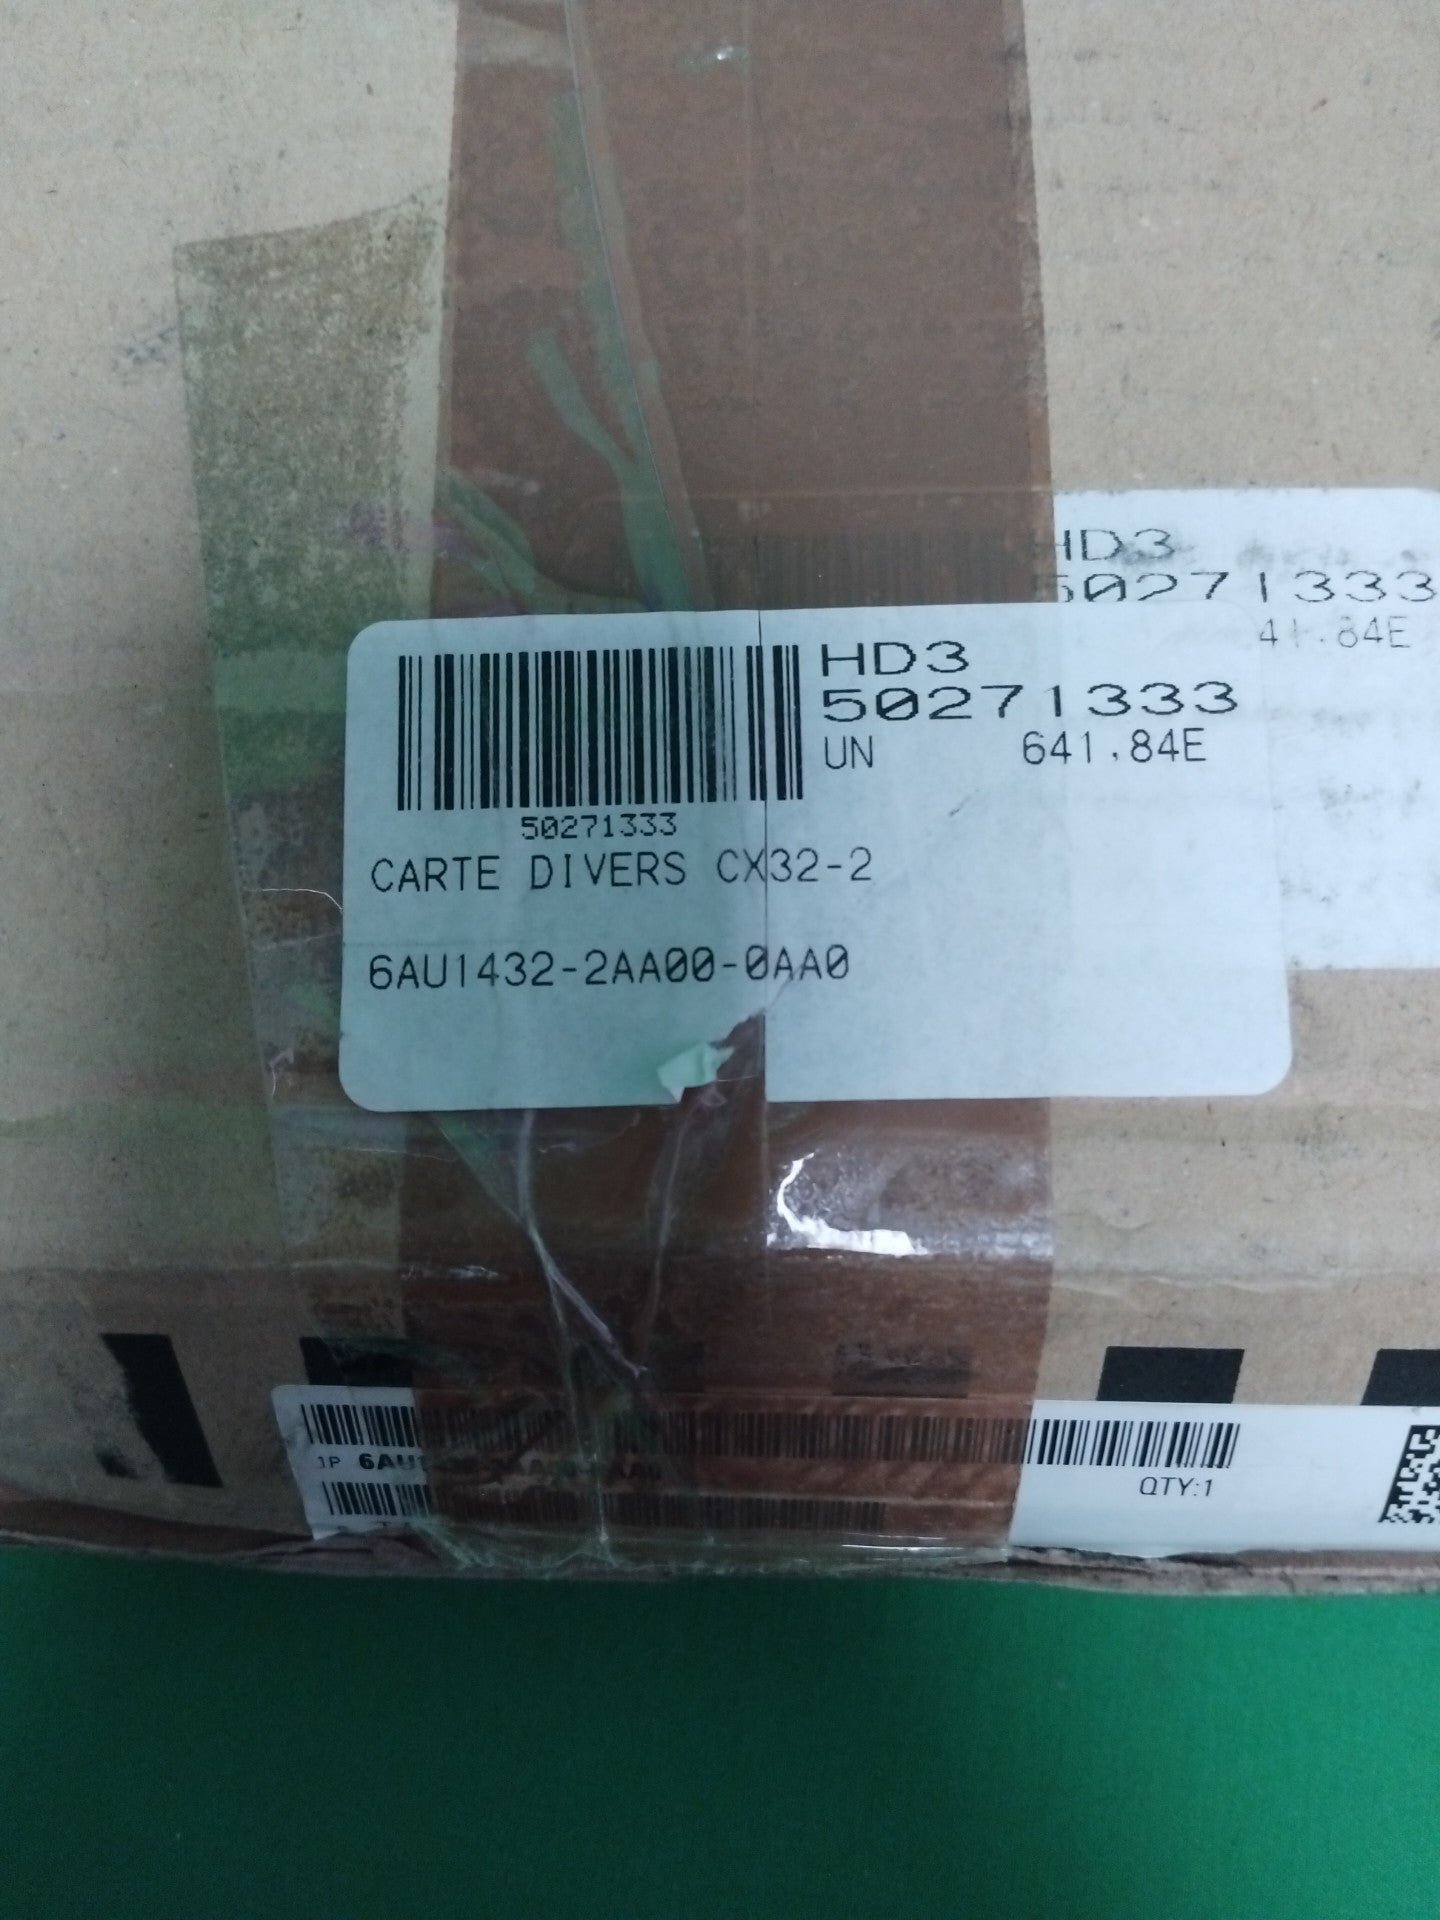 HD3
50271333
41.84E
HD3
50271333
UN 641.84E
50271333
CARTE DIVERS CX32-2
6AU1432-2AA00-0AA0
1P
QTY:1